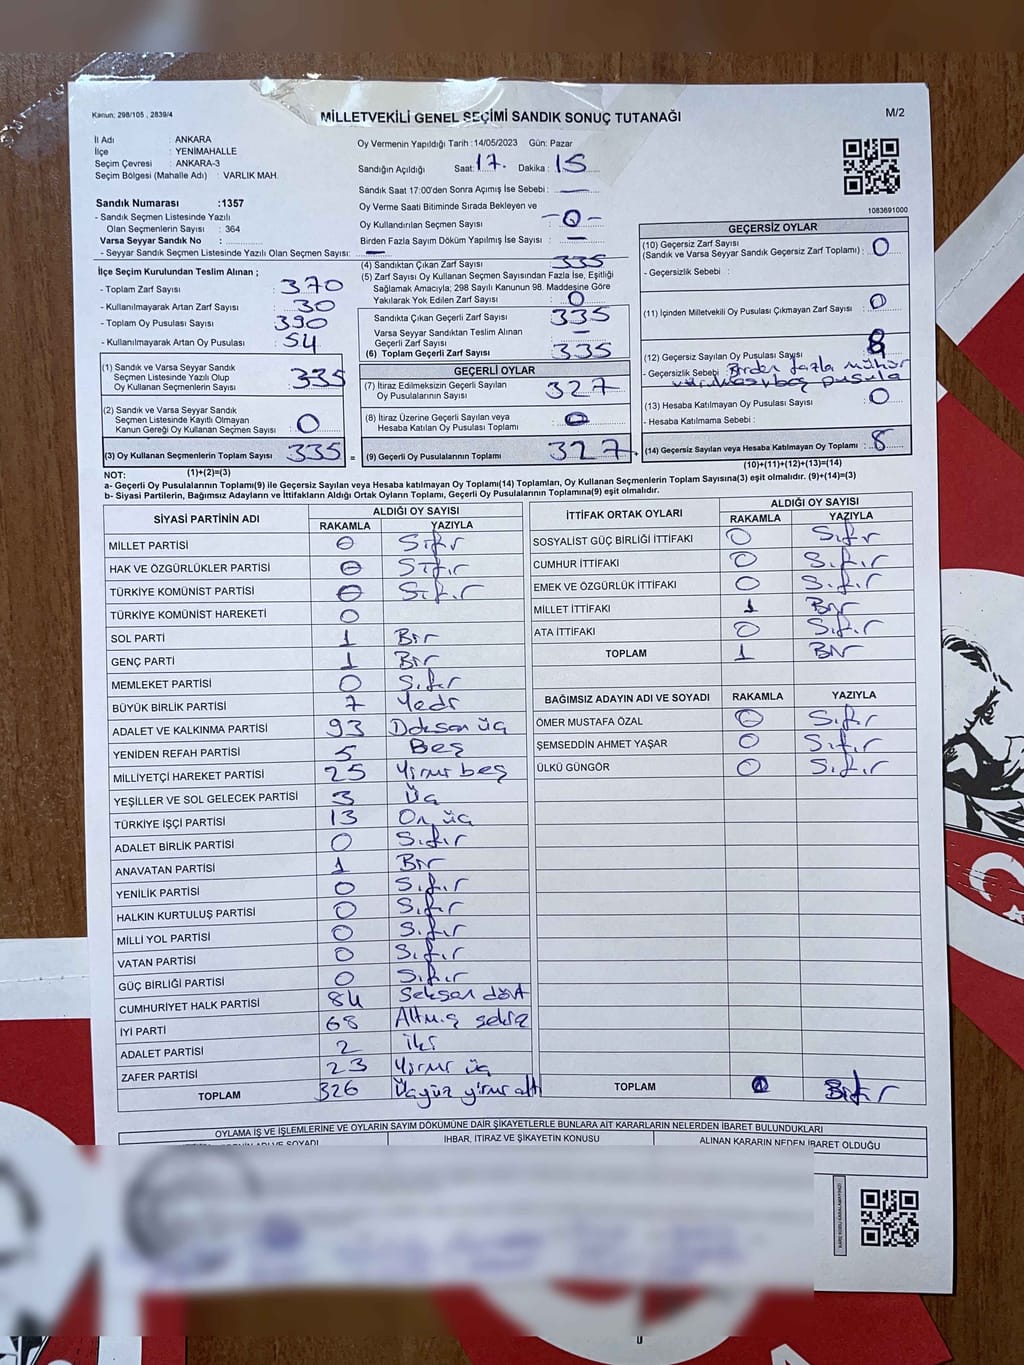 Kanun: 298/105 , 2839/4
MİLLETVEKİLİ GENEL SEÇİMİ SANDIK SONUÇ TUTANAĞI
M/2
İl Adı : ANKARA
İlçe : YENİMAHALLE
Seçim Çevresi : ANKARA-3
Seçim Bölgesi (Mahalle Adı) : VARLIK MAH.
Sandık Numarası :1357
- Sandık Seçmen Listesinde Yazılı
Olan Seçmenlerin Sayısı : 364
Varsa Seyyar Sandık No :
- Seyyar Sandık Seçmen Listesinde Yazılı Olan Seçmen Sayısı: —
Oy Vermenin Yapıldığı Tarih : 14/05/2023 Gün: Pazar
Sandığın Açıldığı Saat: 17. Dakika : 15
Sandık Saat 17:00'den Sonra Açımış İse Sebebi : —
Oy Verme Saati Bitiminde Sırada Bekleyen ve
Oy Kullandırılan Seçmen Sayısı : -0-
Birden Fazla Sayım Döküm Yapılmış İse Sayısı : —
1083691000
İlçe Seçim Kurulundan Teslim Alınan ;
- Toplam Zarf Sayısı : 370
- Kullanılmayarak Artan Zarf Sayısı : 30
- Toplam Oy Pusulası Sayısı : 390
- Kullanılmayarak Artan Oy Pusulası : 54
(1) Sandık ve Varsa Seyyar Sandık
Seçmen Listesinde Yazılı Olup
Oy Kullanan Seçmenlerin Sayısı : 335
(2) Sandık ve Varsa Seyyar Sandık
Seçmen Listesinde Kayıtlı Olmayan
Kanun Gereği Oy Kullanan Seçmen Sayısı : 0
(3) Oy Kullanan Seçmenlerin Toplam Sayısı : 335 =
(1)+(2)=(3)
(4) Sandıktan Çıkan Zarf Sayısı : 335
(5) Zarf Sayısı Oy Kullanan Seçmen Sayısından Fazla İse, Eşitliği
Sağlamak Amacıyla; 298 Sayılı Kanunun 98. Maddesine Göre
Yakılarak Yok Edilen Zarf Sayısı : 0
Sandıkta Çıkan Geçerli Zarf Sayısı : 335
Varsa Seyyar Sandıktan Teslim Alınan
Geçerli Zarf Sayısı : —
(6) Toplam Geçerli Zarf Sayısı : 335
GEÇERLİ OYLAR
(7) İtiraz Edilmeksizin Geçerli Sayılan
Oy Pusulalarının Sayısı : 327
(8) İtiraz Üzerine Geçerli Sayılan veya
Hesaba Katılan Oy Pusulası Toplamı : 0
(9) Geçerli Oy Pusulalarının Toplamı : 327
GEÇERSİZ OYLAR
(10) Geçersiz Zarf Sayısı
(Sandık ve Varsa Seyyar Sandık Geçersiz Zarf Toplamı) : 0
- Geçersizlik Sebebi :
(11) İçinden Milletvekili Oy Pusulası Çıkmayan Zarf Sayısı : 0
(12) Geçersiz Sayılan Oy Pusulası Sayısı : 8
- Geçersizlik Sebebi : Birden fazla mühür
pusula
(13) Hesaba Katılmayan Oy Pusulası Sayısı : 0
- Hesaba Katılmama Sebebi :
(14) Geçersiz Sayılan veya Hesaba Katılmayan Oy Toplamı : 8
(10)+(11)+(12)+(13)=(14)
NOT:
a- Geçerli Oy Pusulalarının Toplamı(9) ile Geçersiz Sayılan veya Hesaba Katılmayan Oy Toplamı(14) Toplamları, Oy Kullanan Seçmenlerin Toplam Sayısına(3) eşit olmalıdır. (9)+(14)=(3)
b- Siyasi Partilerin, Bağımsız Adayların ve İttifakların Aldığı Ortak Oyların Toplamı, Geçerli Oy Pusulalarının Toplamına(9) eşit olmalıdır.
SİYASİ PARTİNİN ADI ALDIĞI OY SAYISI
RAKAMLA YAZIYLA
MİLLET PARTİSİ 0 Sıfır
HAK VE ÖZGÜRLÜKLER PARTİSİ 0 Sıfır
TÜRKİYE KOMÜNİST PARTİSİ 0 Sıfır
TÜRKİYE KOMÜNİST HAREKETİ 0
SOL PARTİ 1 Bir
GENÇ PARTİ 1 Bir
MEMLEKET PARTİSİ 0 Sıfır
BÜYÜK BİRLİK PARTİSİ 7 Yedi
ADALET VE KALKINMA PARTİSİ 93 Doksan üç
YENİDEN REFAH PARTİSİ 5 Beş
MİLLİYETÇİ HAREKET PARTİSİ 25 Yirmi beş
YEŞİLLER VE SOL GELECEK PARTİSİ 3 Üç
TÜRKİYE İŞÇİ PARTİSİ 13 On üç
ADALET BİRLİK PARTİSİ 0 Sıfır
ANAVATAN PARTİSİ 1 Bir
YENİLİK PARTİSİ 0 Sıfır
HALKIN KURTULUŞ PARTİSİ 0 Sıfır
MİLLİ YOL PARTİSİ 0 Sıfır
VATAN PARTİSİ 0 Sıfır
GÜÇ BİRLİĞİ PARTİSİ 0 Sıfır
CUMHURİYET HALK PARTİSİ 84 Seksen dört
İYİ PARTİ 68 Altmış sekiz
ADALET PARTİSİ 2 İki
ZAFER PARTİSİ 23 Yirmi üç
TOPLAM 326 Üçyüz yirmi altı
İTTİFAK ORTAK OYLARI ALDIĞI OY SAYISI
RAKAMLA YAZIYLA
SOSYALİST GÜÇ BİRLİĞİ İTTİFAKI 0 Sıfır
CUMHUR İTTİFAKI 0 Sıfır
EMEK VE ÖZGÜRLÜK İTTİFAKI 0 Sıfır
MİLLET İTTİFAKI 1 Bir
ATA İTTİFAKI 0 Sıfır
TOPLAM 1 Bir
BAĞIMSIZ ADAYIN ADI VE SOYADI RAKAMLA YAZIYLA
ÖMER MUSTAFA ÖZAL 0 Sıfır
ŞEMSEDDİN AHMET YAŞAR 0 Sıfır
ÜLKÜ GÜNGÖR 0 Sıfır
TOPLAM
OYLAMA İŞ VE İŞLEMLERİNE VE OYLARIN SAYIM DÖKÜMÜNE DAİR ŞİKAYETLERLE BUNLARA AİT KARARLARIN NELERDEN İBARET BULUNDUKLARI
İHBAR, İTİRAZ VE ŞİKAYETİN KONUSU
ALINAN KARARIN NEDEN İBARET OLDUĞU